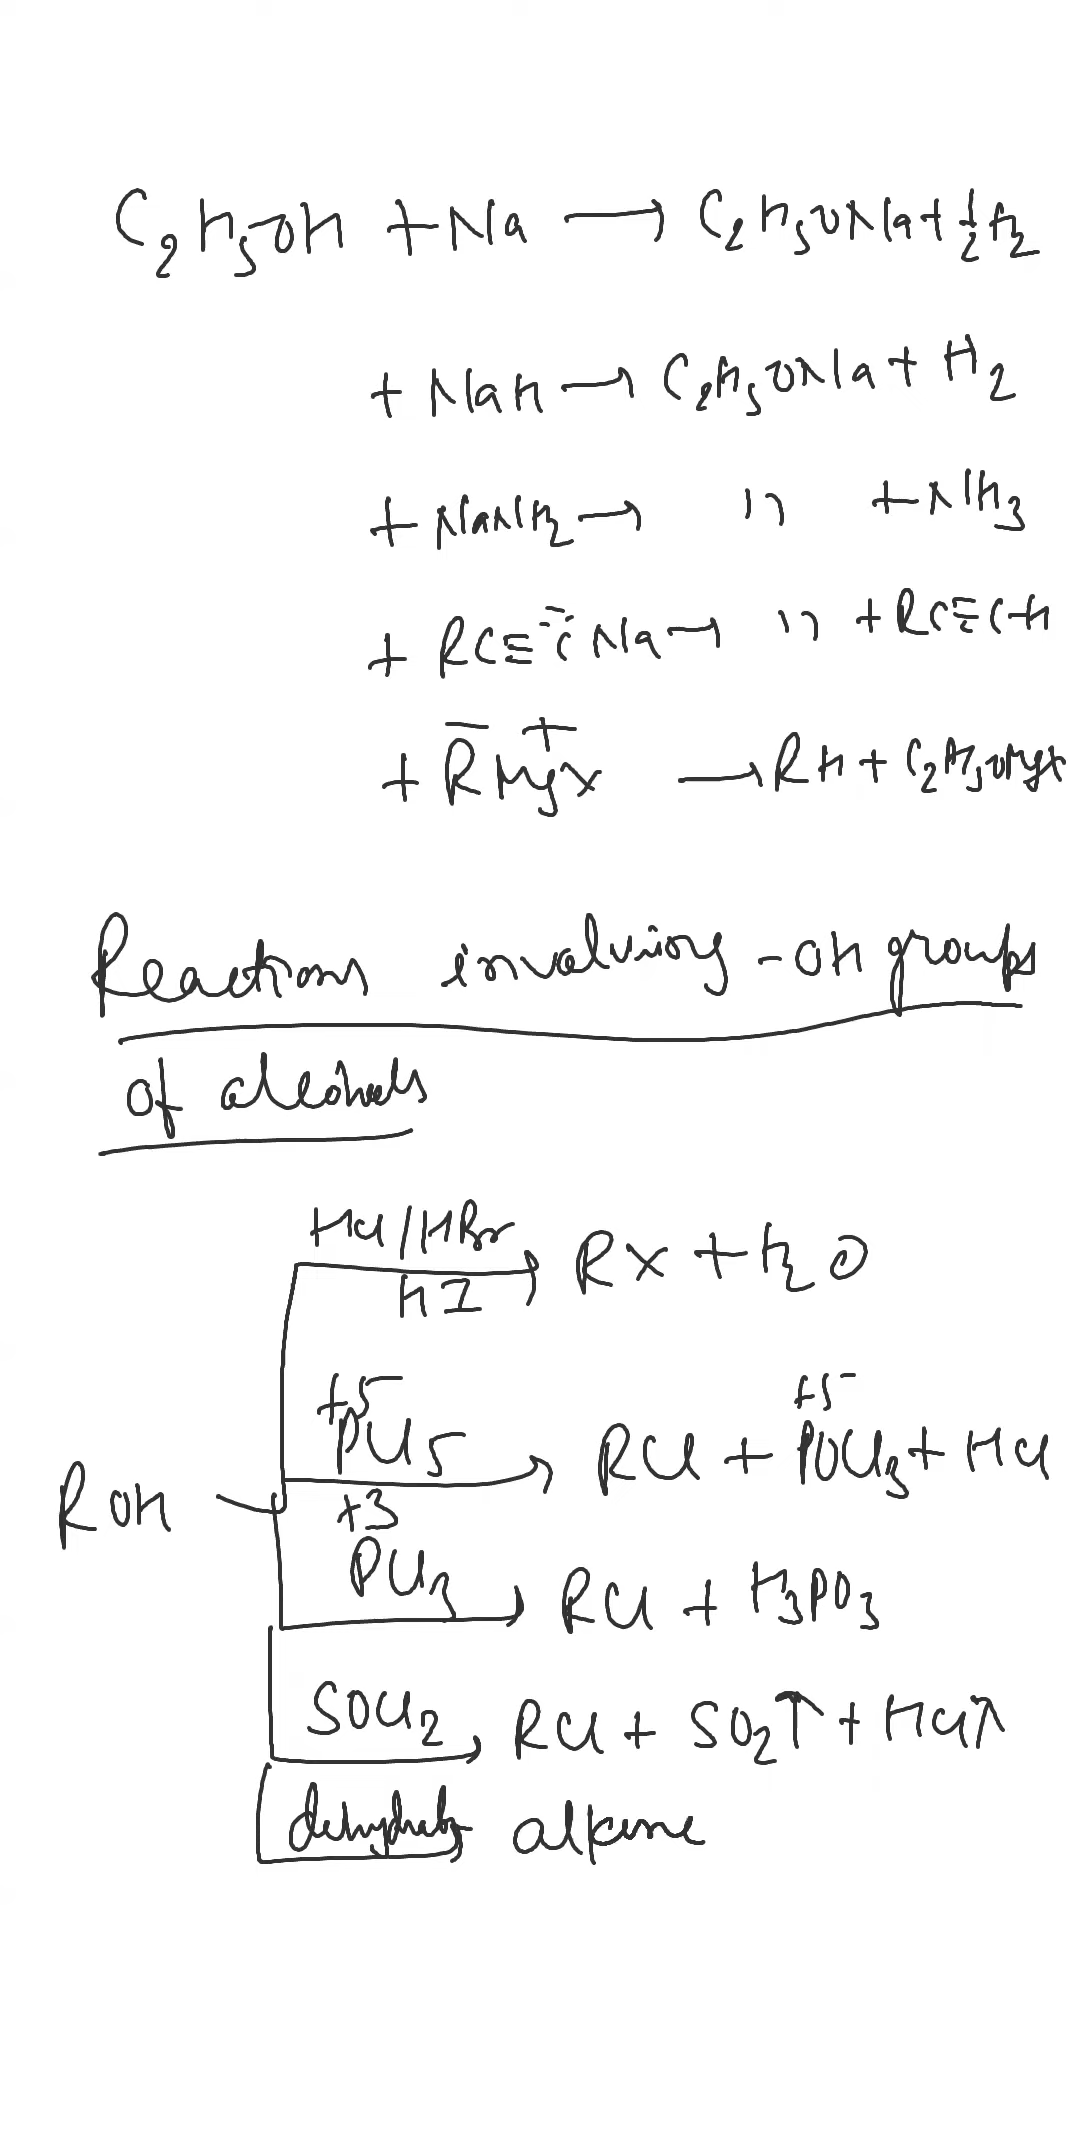 C₂H₅OH + Na → C₂H₅ONa + ½H₂
+ NaH → C₂H₅ONa + H₂
+ NaNH₂ → " + NH₃
+ RC≡C̄Na → " + RC≡CH
+ R⁻Mg⁺X → RH + C₂H₅OMgX
Reactions involving -OH groups
of alcohols
HCl/HBr
→ RX + H₂O
HI
+5 +5
PCl₅ → RCl + POCl₃ + HCl
ROH
+3
PCl₃ → RCl + H₃PO₃
SOCl₂ → RCl + SO₂↑ + HCl↑
→ alkene